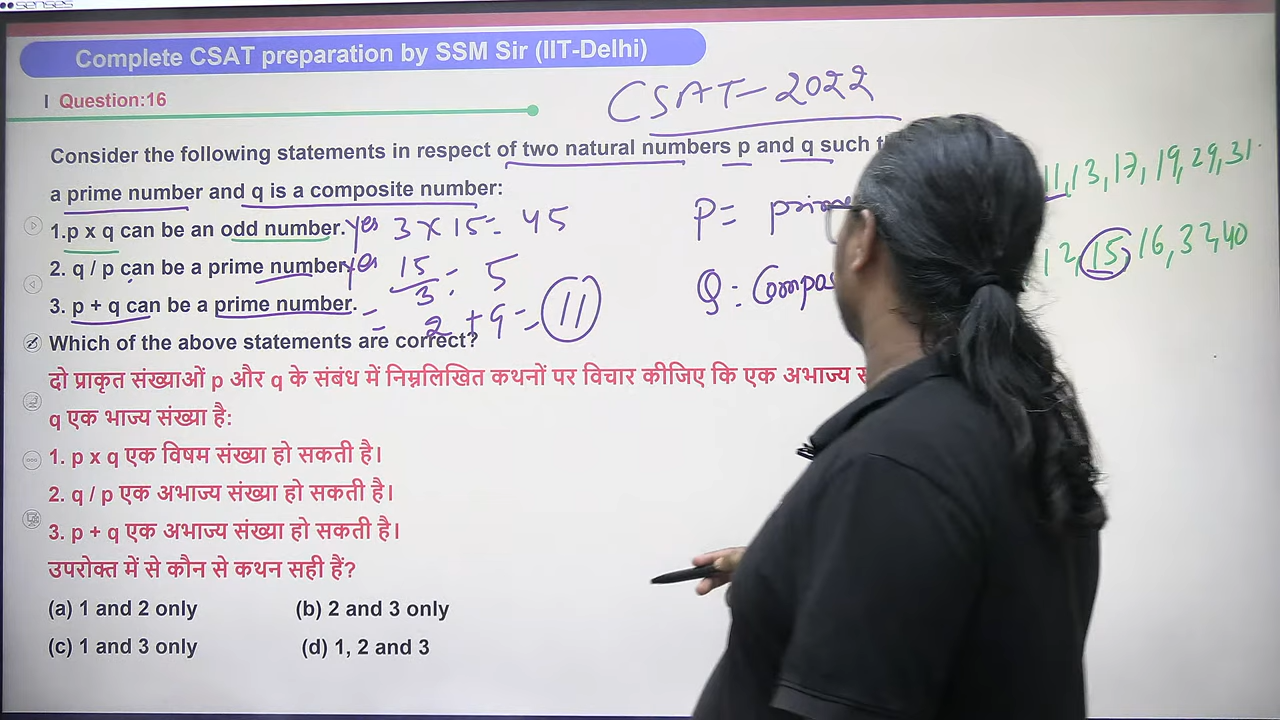 senses
Complete CSAT preparation by SSM Sir (IIT-Delhi)
Question:16
CSAT-2022
Consider the following statements in respect of two natural numbers p and q such
a prime number and q is a composite number:
1.p x q can be an odd number. yes 3 x 15 = 45
2. q / p can be a prime number yes 15/3 = 5
3. p + q can be a prime number. = 2 + 9 = 11
Which of the above statements are correct?
P = prime
11, 13, 17, 19, 29, 31
Q :
12, 15, 16, 32, 40
दो प्राकृत संख्याओं p और q के संबंध में निम्नलिखित कथनों पर विचार कीजिए कि एक अभाज्य
q एक भाज्य संख्या है:
1. p x q एक विषम संख्या हो सकती है।
2. q / p एक अभाज्य संख्या हो सकती है।
3. p + q एक अभाज्य संख्या हो सकती है।
उपरोक्त में से कौन से कथन सही हैं?
(a) 1 and 2 only (b) 2 and 3 only
(c) 1 and 3 only (d) 1, 2 and 3